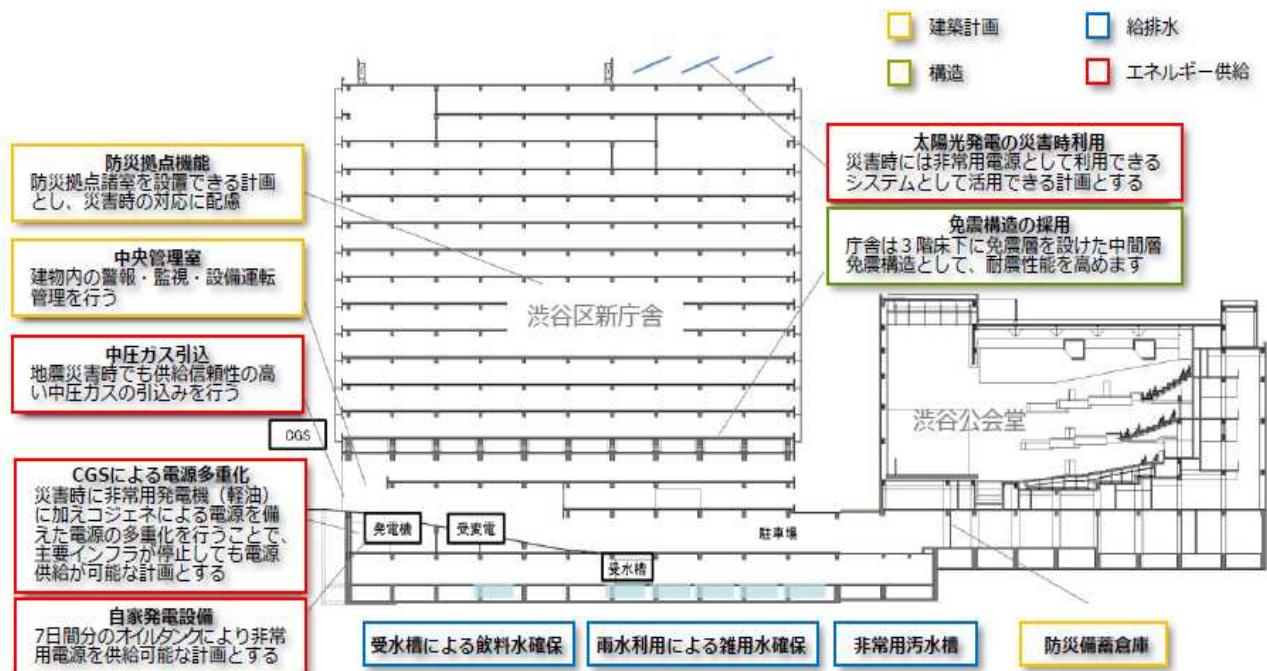 建築計画
給排水
構造
エネルギー供給
防災拠点機能
防災拠点諸室を設置できる計画
とし、災害時の対応に配慮
中央管理室
建物内の警報・監視・設備運転
管理を行う
中圧ガス引込
地震災害時でも供給信頼性の高
い中圧ガスの引込みを行う
CGS
CGSによる電源多重化
災害時に非常用発電機（軽油）
に加えコジェネによる電源を備
えた電源の多重化を行うことで、
主要インフラが停止しても電源
供給が可能な計画とする
自家発電設備
7日間分のオイルタンクにより非常
用電源を供給可能な計画とする
太陽光発電の災害時利用
災害時には非常用電源として利用できる
システムとして活用できる計画とする
免震構造の採用
庁舎は３階床下に免震層を設けた中間層
免震構造として、耐震性能を高めます
渋谷区新庁舎
渋谷公会堂
発電機
受変電
駐車場
受水槽
受水槽による飲料水確保
雨水利用による雑用水確保
非常用汚水槽
防災備蓄倉庫